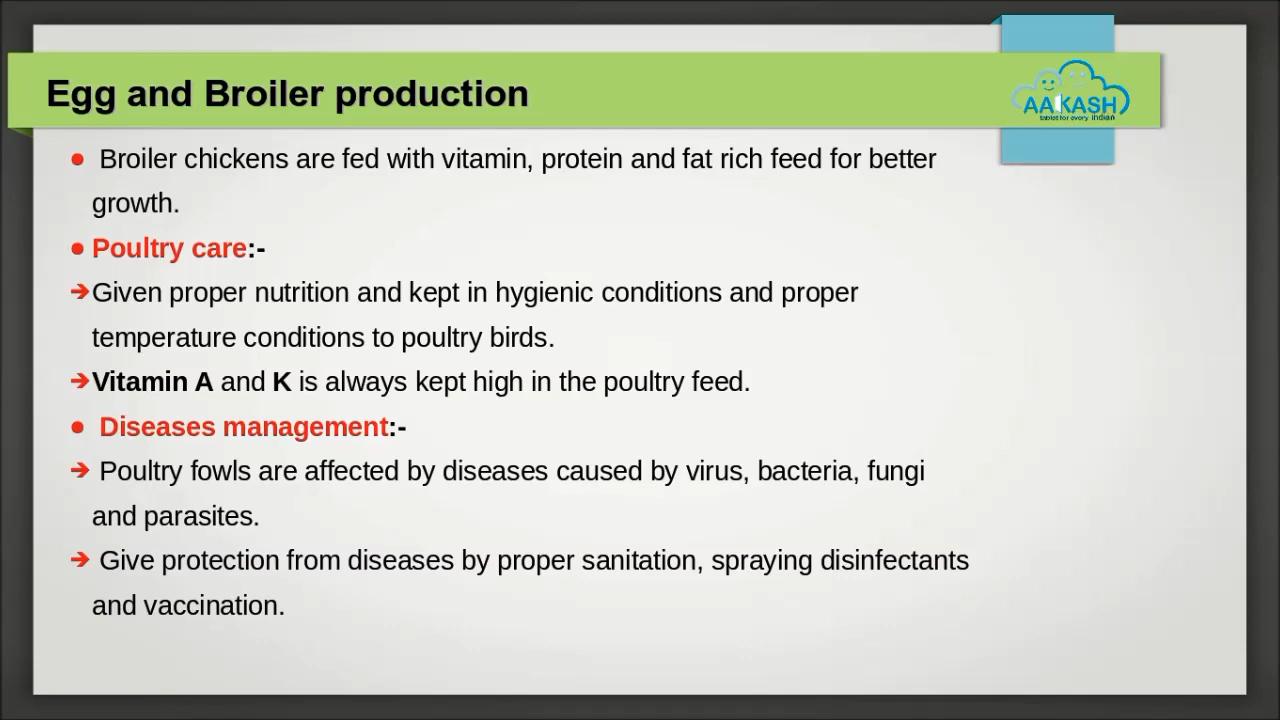 Egg and Broiler production
AAKASH
tablet for every indian
● Broiler chickens are fed with vitamin, protein and fat rich feed for better
growth.
● Poultry care:-
➔Given proper nutrition and kept in hygienic conditions and proper
temperature conditions to poultry birds.
➔Vitamin A and K is always kept high in the poultry feed.
● Diseases management:-
➔ Poultry fowls are affected by diseases caused by virus, bacteria, fungi
and parasites.
➔ Give protection from diseases by proper sanitation, spraying disinfectants
and vaccination.